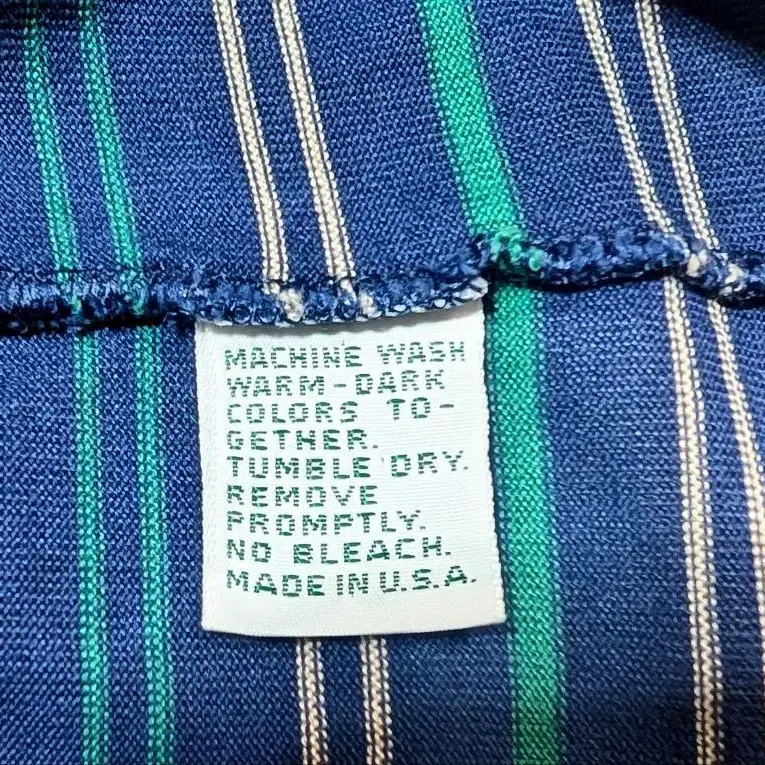 MACHINE WASH
WARM-DARK
COLORS TO-
GETHER.
TUMBLE DRY.
REMOVE
PROMPTLY.
NO BLEACH.
MADE IN U.S.A.